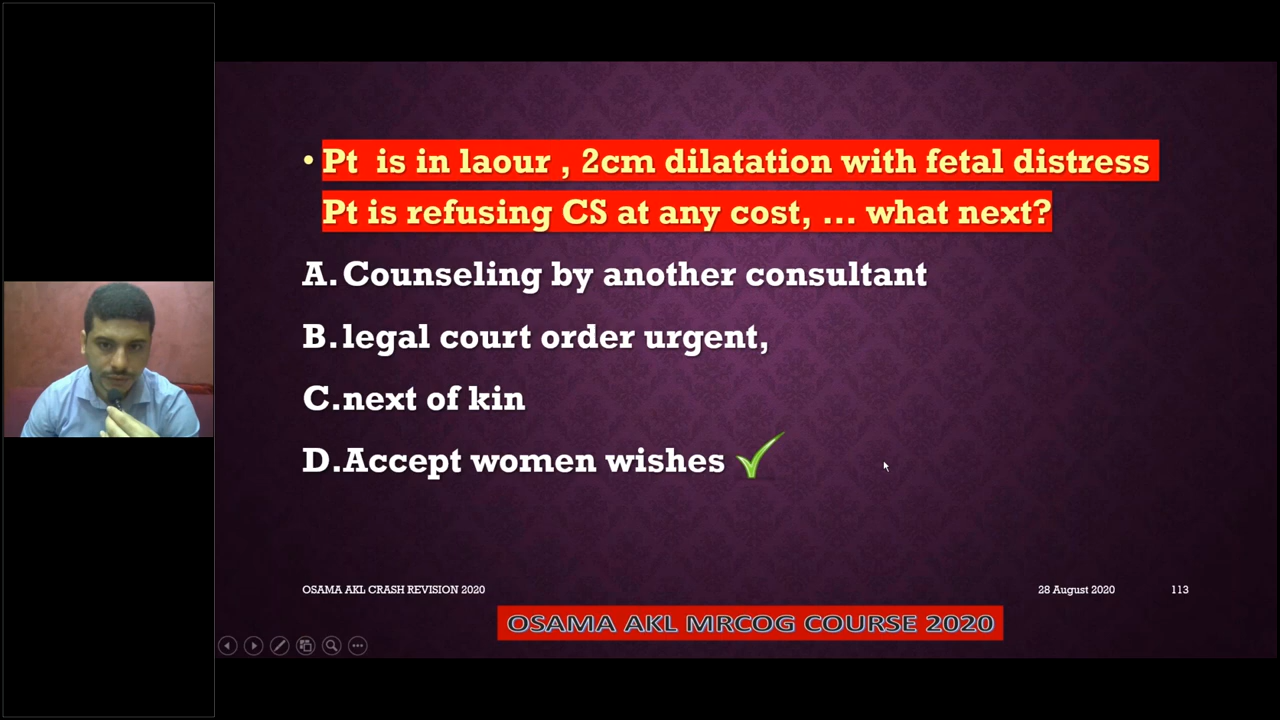 • Pt is in laour , 2cm dilatation with fetal distress
Pt is refusing CS at any cost, ... what next?
A. Counseling by another consultant
B. legal court order urgent,
C. next of kin
D. Accept women wishes
OSAMA AKL CRASH REVISION 2020 28 August 2020 113
OSAMA AKL MRCOG COURSE 2020